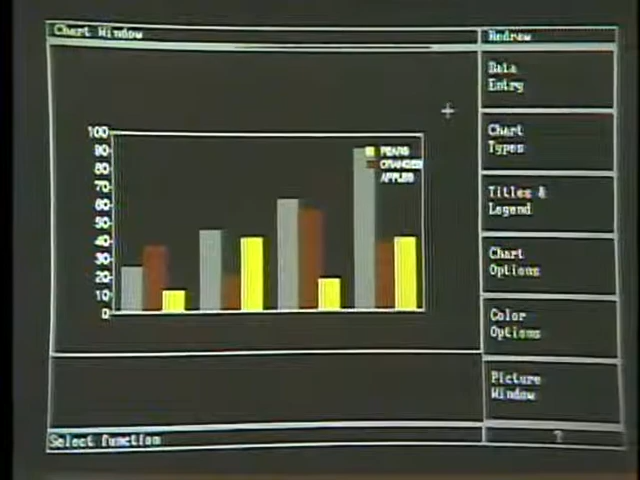 Chart Window
Redraw
Data
Entry
Chart
Types
Titles &
Legend
Chart
Options
Color
Options
Picture
Window
?
100
90
80
70
60
50
40
30
20
10
0
PEARS
ORANGES
APPLES
Select function